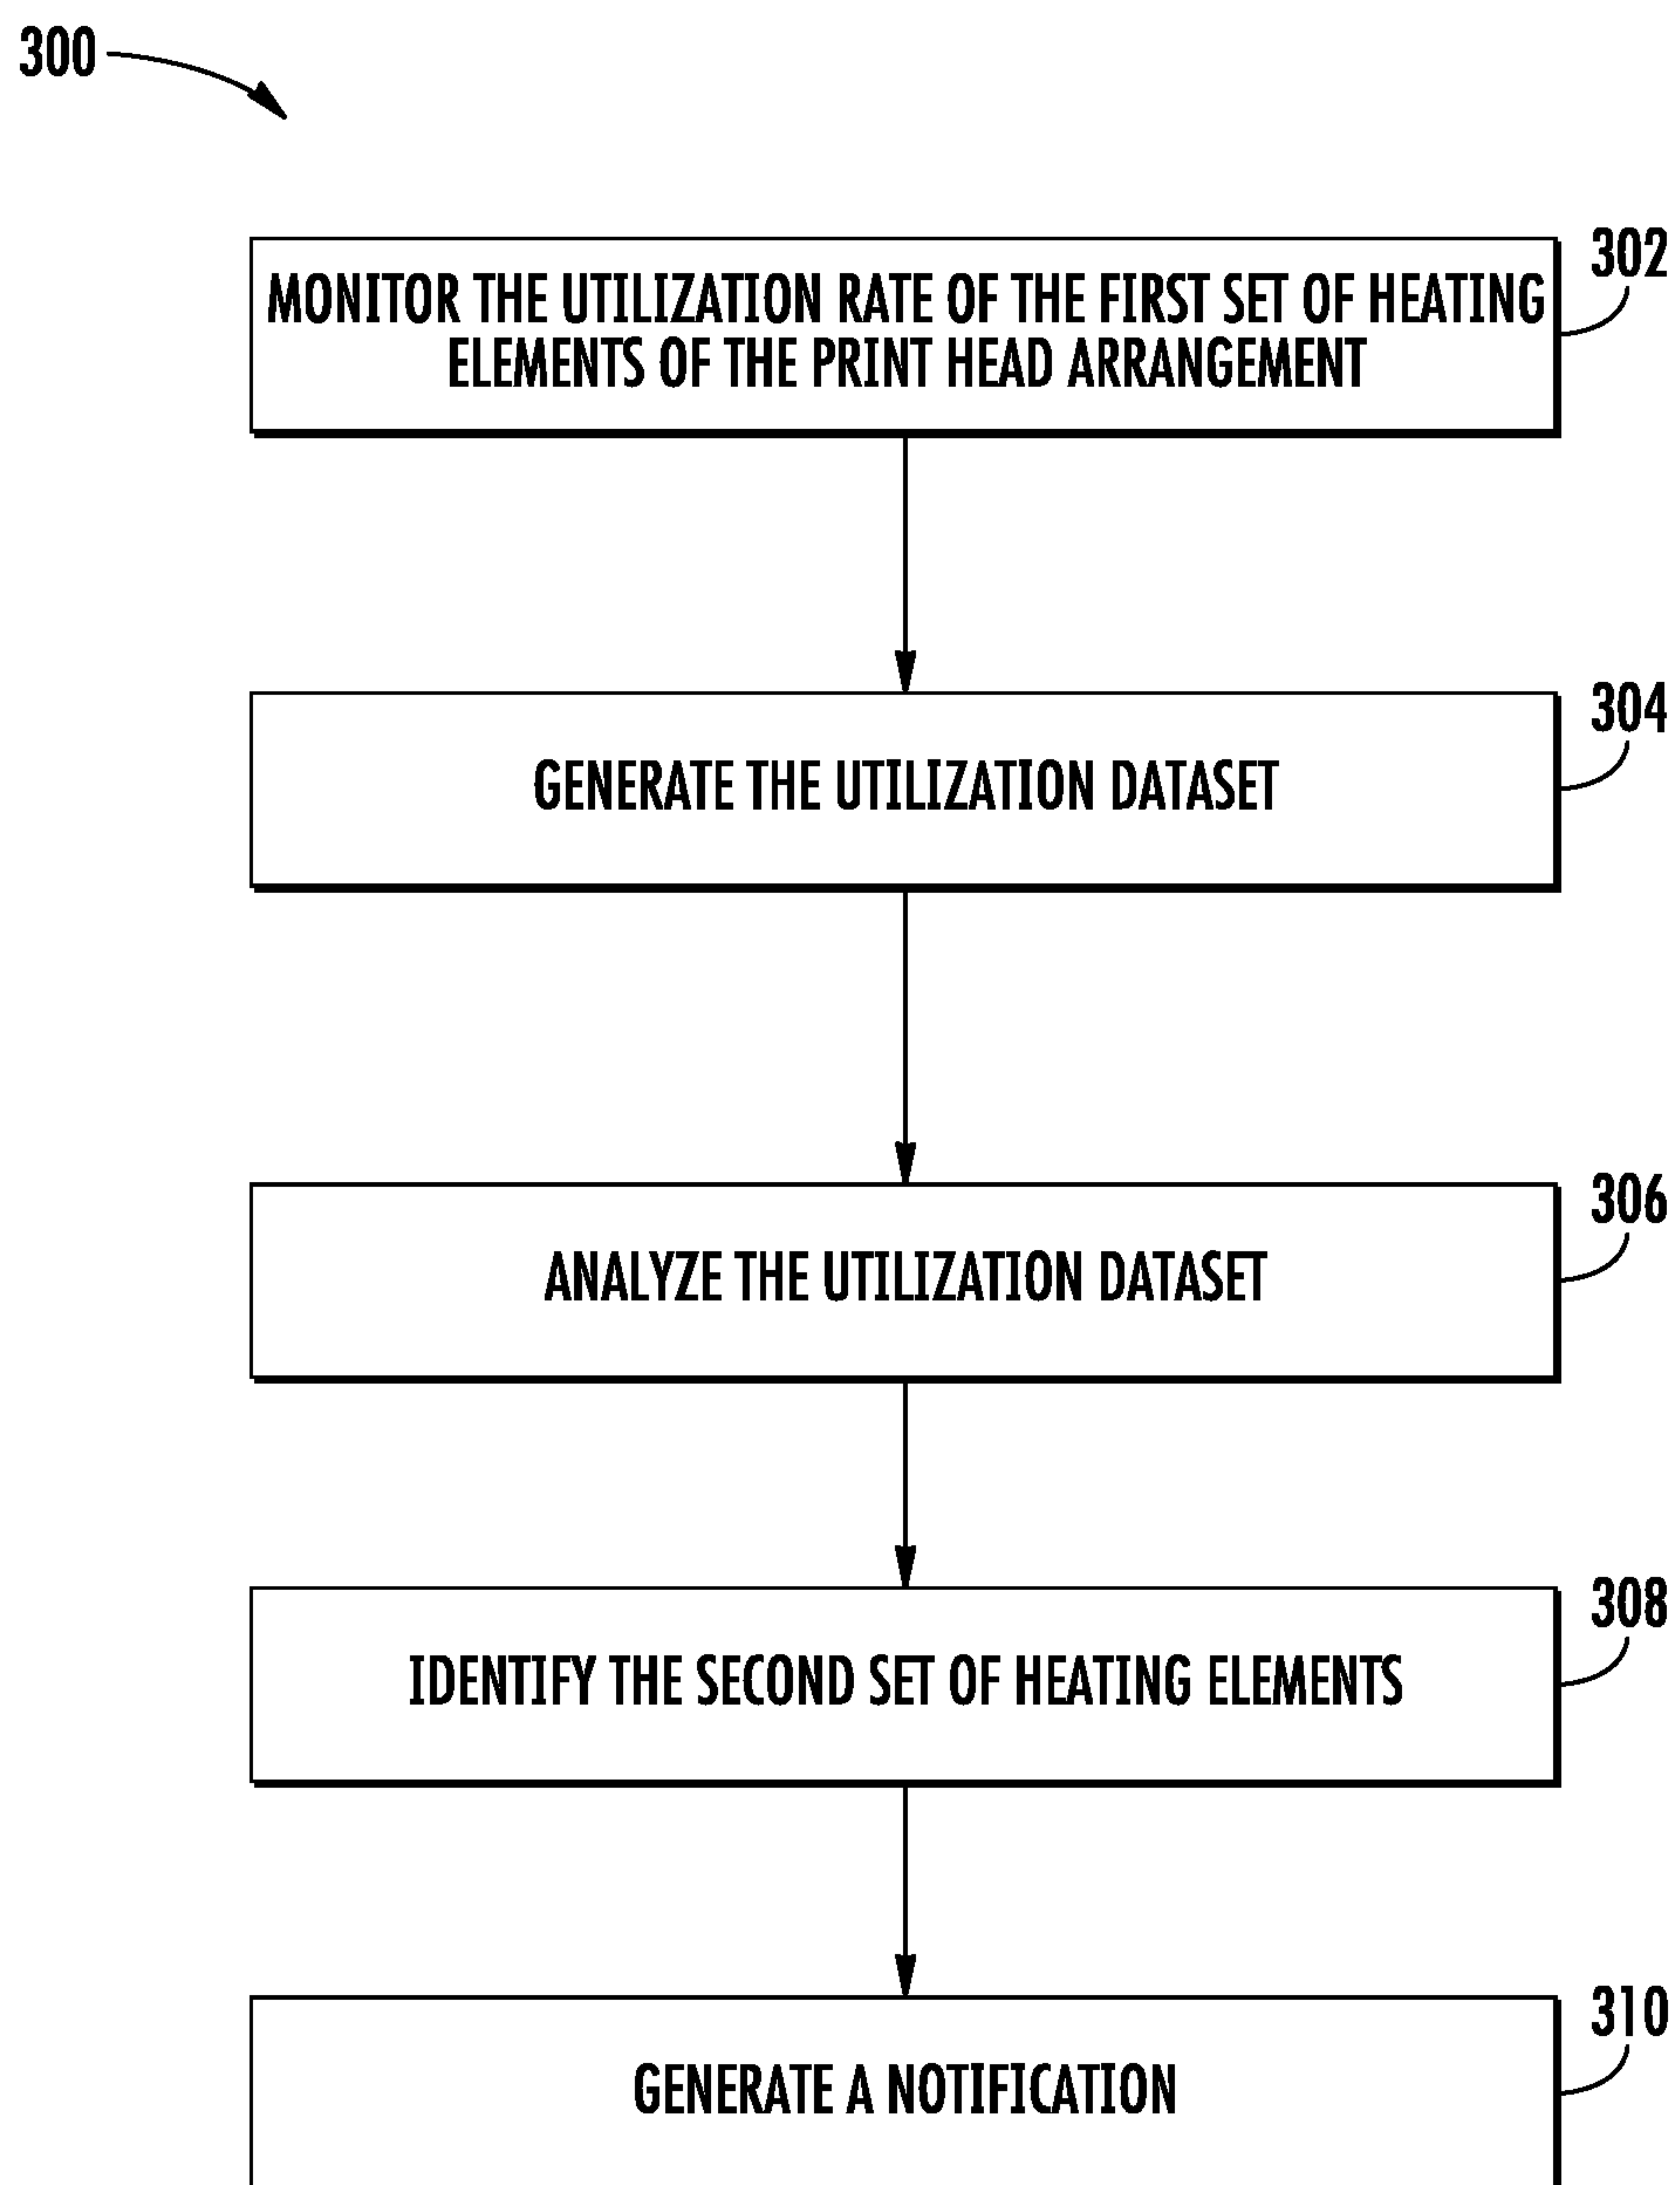 300
302
MONITOR THE UTILIZATION RATE OF THE FIRST SET OF HEATING
ELEMENTS OF THE PRINT HEAD ARRANGEMENT
304
GENERATE THE UTILIZATION DATASET
306
ANALYZE THE UTILIZATION DATASET
308
IDENTIFY THE SECOND SET OF HEATING ELEMENTS
310
GENERATE A NOTIFICATION